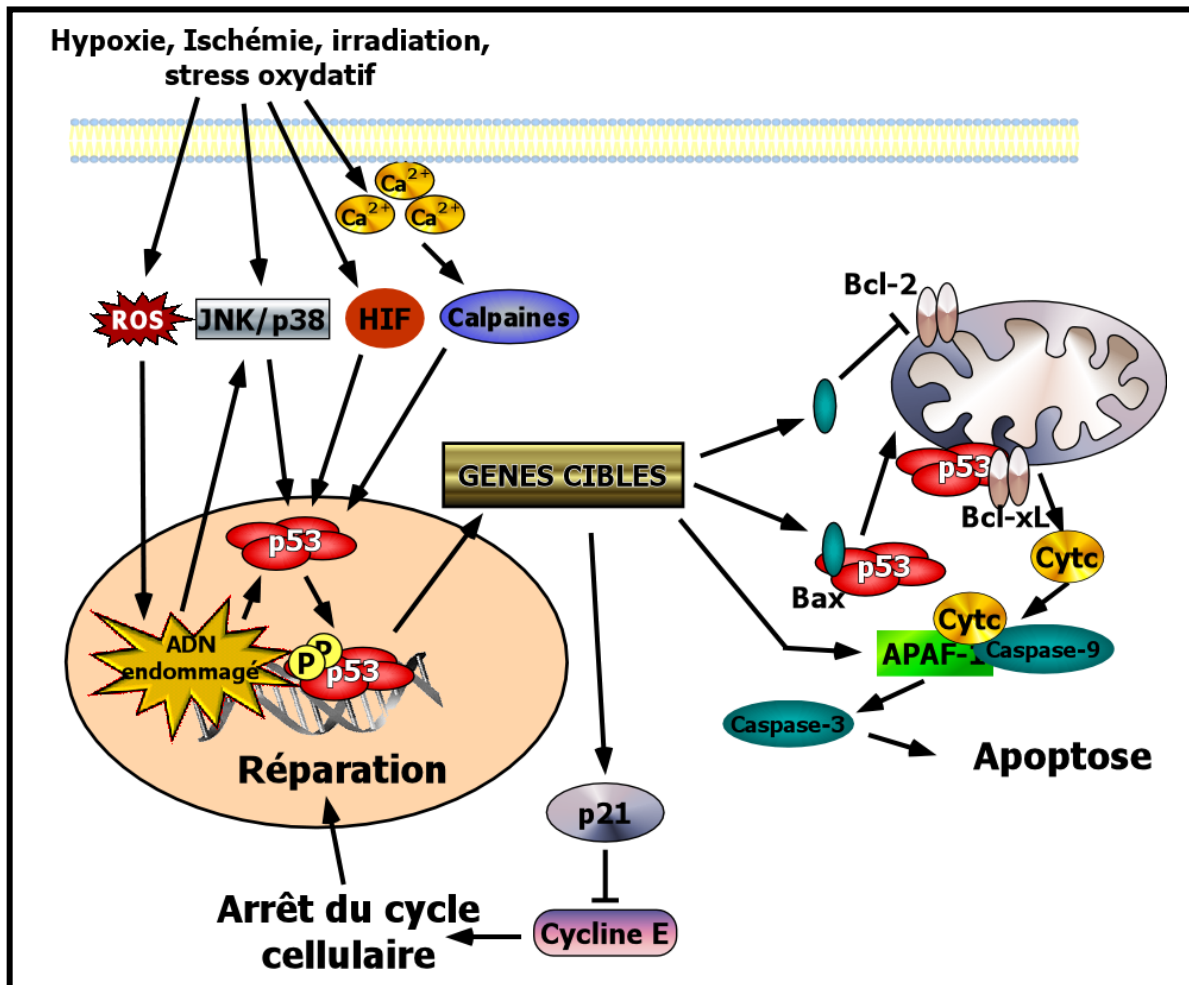 Hypoxie, Ischémie, irradiation,
stress oxydatif
Ca2+
Ca2+
Ca2+
ROS
JNK/p38
HIF
Calpaines
Bcl-2
GENES CIBLES
p53
Bcl-xL
p53
Cytc
p53
Bax
Cytc
ADN
endommagé
P
P
p53
APAF-1
Caspase-9
Caspase-3
Apoptose
Réparation
p21
Arrêt du cycle
cellulaire
Cycline E